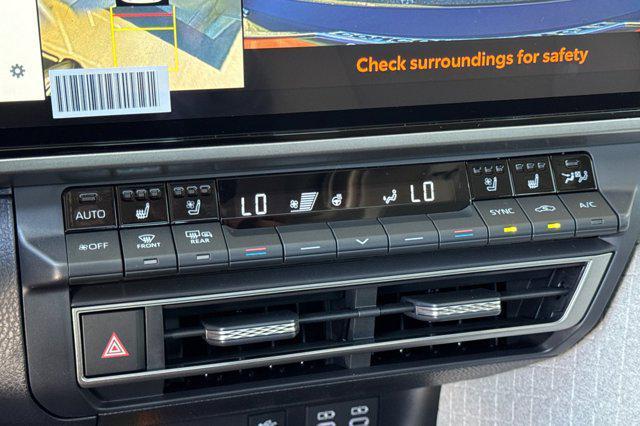 Check surroundings for safety
AUTO
LO
LO
OFF
FRONT
REAR
SYNC
A/C